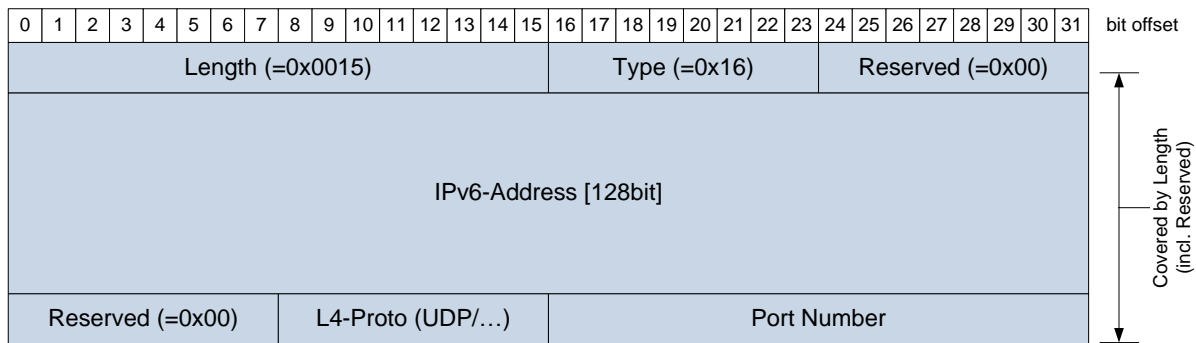 0 1 2 3 4 5 6 7 8 9 10 11 12 13 14 15 16 17 18 19 20 21 22 23 24 25 26 27 28 29 30 31 bit offset
Length (=0x0015) Type (=0x16) Reserved (=0x00)
IPv6-Address [128bit]
Covered by Length
(incl. Reserved)
Reserved (=0x00) L4-Proto (UDP/…) Port Number